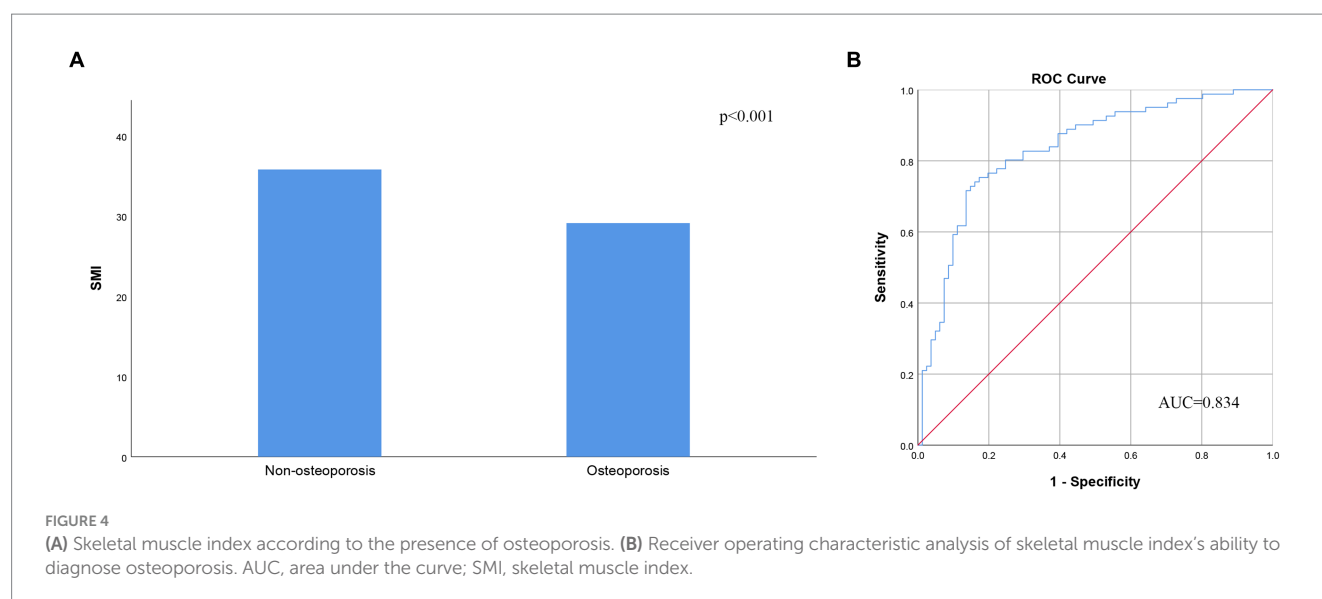 A
p<0.001
SMI
40
30
20
10
0
Non-osteoporosis
Osteoporosis
B
ROC Curve
Sensitivity
1.0
0.8
0.6
0.4
0.2
0.0
AUC=0.834
0.0 0.2 0.4 0.6 0.8 1.0
1 - Specificity
FIGURE 4
(A) Skeletal muscle index according to the presence of osteoporosis. (B) Receiver operating characteristic analysis of skeletal muscle index’s ability to
diagnose osteoporosis. AUC, area under the curve; SMI, skeletal muscle index.